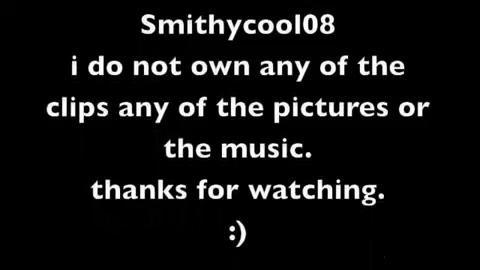 Smithycool08
i do not own any of the
clips any of the pictures or
the music.
thanks for watching.
:)